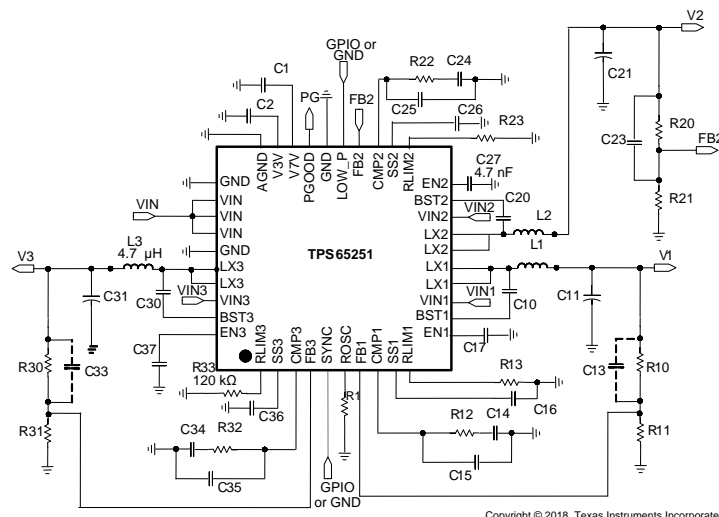 V2
GPIO or
GND
C1
R22
C24
C21
PG
FB2
C25
C26
C2
R23
C23
R20
FB2
AGND
V3V
V7V
PGOOD
GND
LOW_P
FB2
CMP2
SS2
RLIM2
C27
4.7 nF
GND
EN2
R21
VIN
BST2
C20
VIN
VIN
VIN2
VIN2
VIN
LX2
L2
GND
TPS65251
LX2
L1
V3
L3
4.7 µH
LX3
LX1
V1
LX3
LX1
C31
C30
VIN3
VIN3
VIN1
VIN1
C10
C11
BST3
BST1
EN3
EN1
C17
C37
RLIM3
SS3
CMP3
FB3
SYNC
ROSC
FB1
CMP1
SS1
RLIM1
R30
C33
R33
120 kΩ
R13
C13
R10
C36
R1
C16
R31
R32
C34
R12
C14
R11
C35
C15
GPIO
or GND
Copyright © 2018, Texas Instruments Incorporate